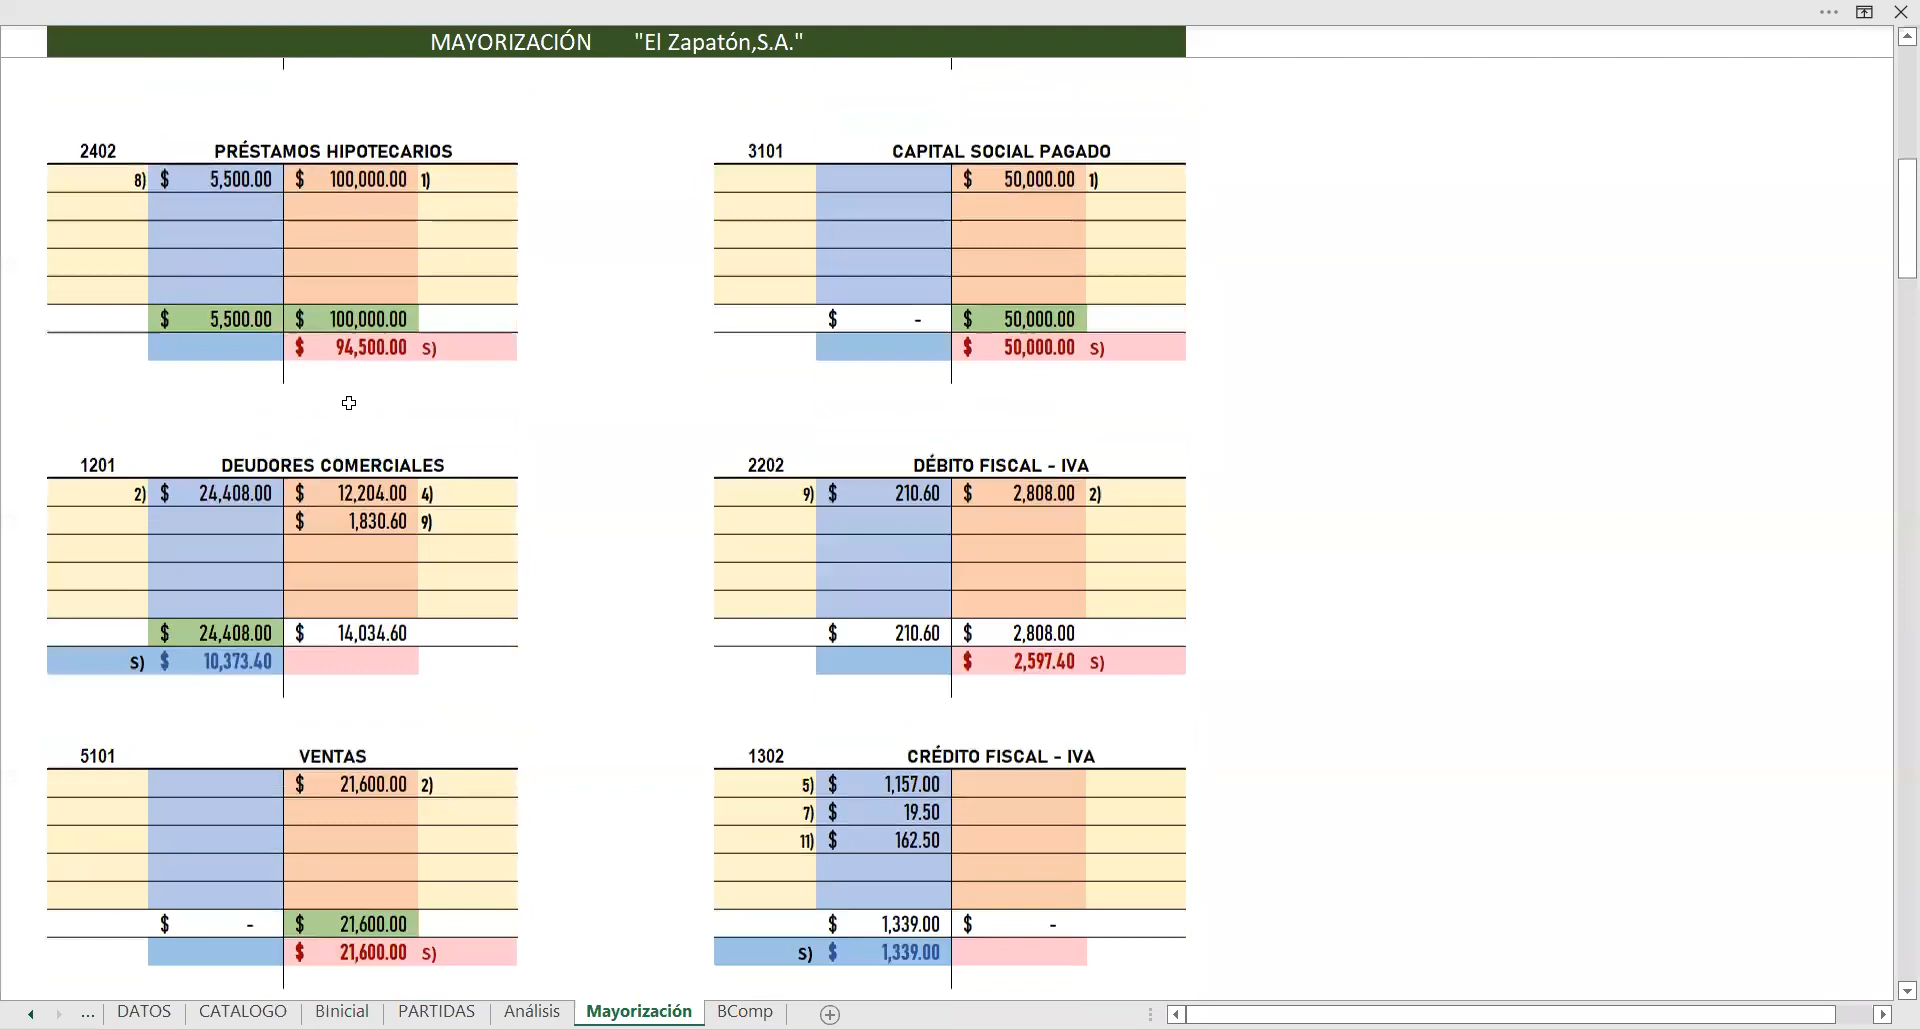 MAYORIZACIÓN "El Zapatón,S.A."
2402 PRÉSTAMOS HIPOTECARIOS
8) $ 5,500.00 $ 100,000.00 1)
$ 5,500.00 $ 100,000.00
$ 94,500.00 S)
3101 CAPITAL SOCIAL PAGADO
$ 50,000.00 1)
$ - $ 50,000.00
$ 50,000.00 S)
1201 DEUDORES COMERCIALES
2) $ 24,408.00 $ 12,204.00 4)
$ 1,830.60 9)
$ 24,408.00 $ 14,034.60
S) $ 10,373.40
2202 DÉBITO FISCAL - IVA
9) $ 210.60 $ 2,808.00 2)
$ 210.60 $ 2,808.00
$ 2,597.40 S)
5101 VENTAS
$ 21,600.00 2)
$ - $ 21,600.00
$ 21,600.00 S)
1302 CRÉDITO FISCAL - IVA
5) $ 1,157.00
7) $ 19.50
11) $ 162.50
$ 1,339.00 $ -
S) $ 1,339.00
... DATOS CATALOGO BInicial PARTIDAS Análisis Mayorización BComp